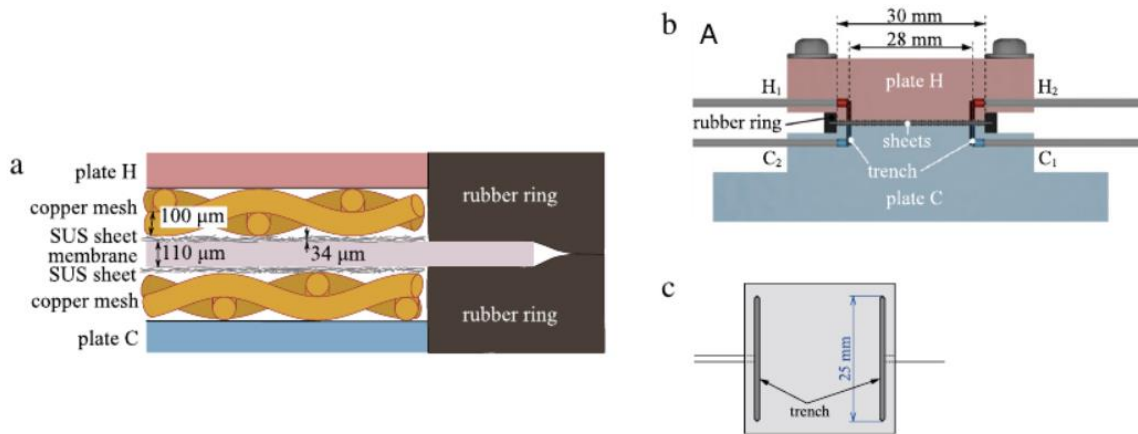 a
plate H
copper mesh
100 μm
SUS sheet
membrane
110 μm
34 μm
SUS sheet
copper mesh
plate C
rubber ring
rubber ring
b
A
30 mm
28 mm
plate H
H₁
H₂
rubber ring
sheets
C₂
C₁
trench
plate C
c
25 mm
trench